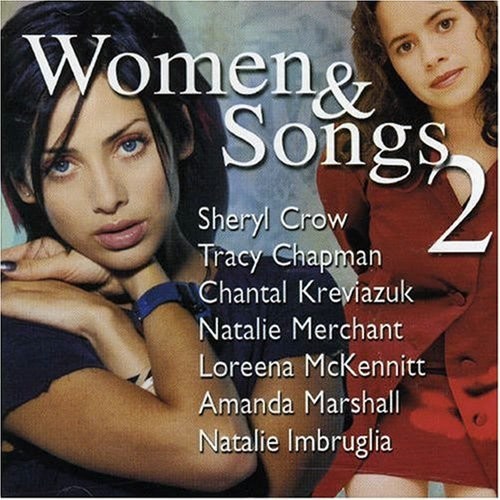 Women &
Songs 2
Sheryl Crow
Tracy Chapman
Chantal Kreviazuk
Natalie Merchant
Loreena McKennitt
Amanda Marshall
Natalie Imbruglia